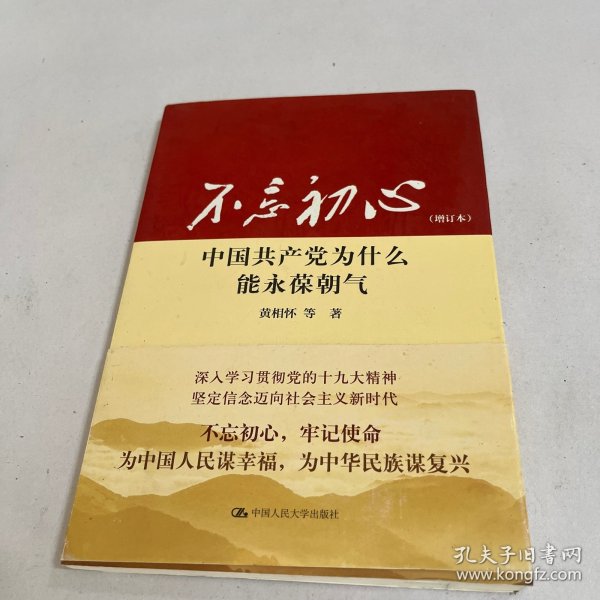 不忘初心
(增订本)
中国共产党为什么
能永葆朝气
黄相怀 等 著
深入学习贯彻党的十九大精神
坚定信念迈向社会主义新时代
不忘初心，牢记使命
为中国人民谋幸福，为中华民族谋复兴
中国人民大学出版社
孔夫子旧书网
www.kongfz.com